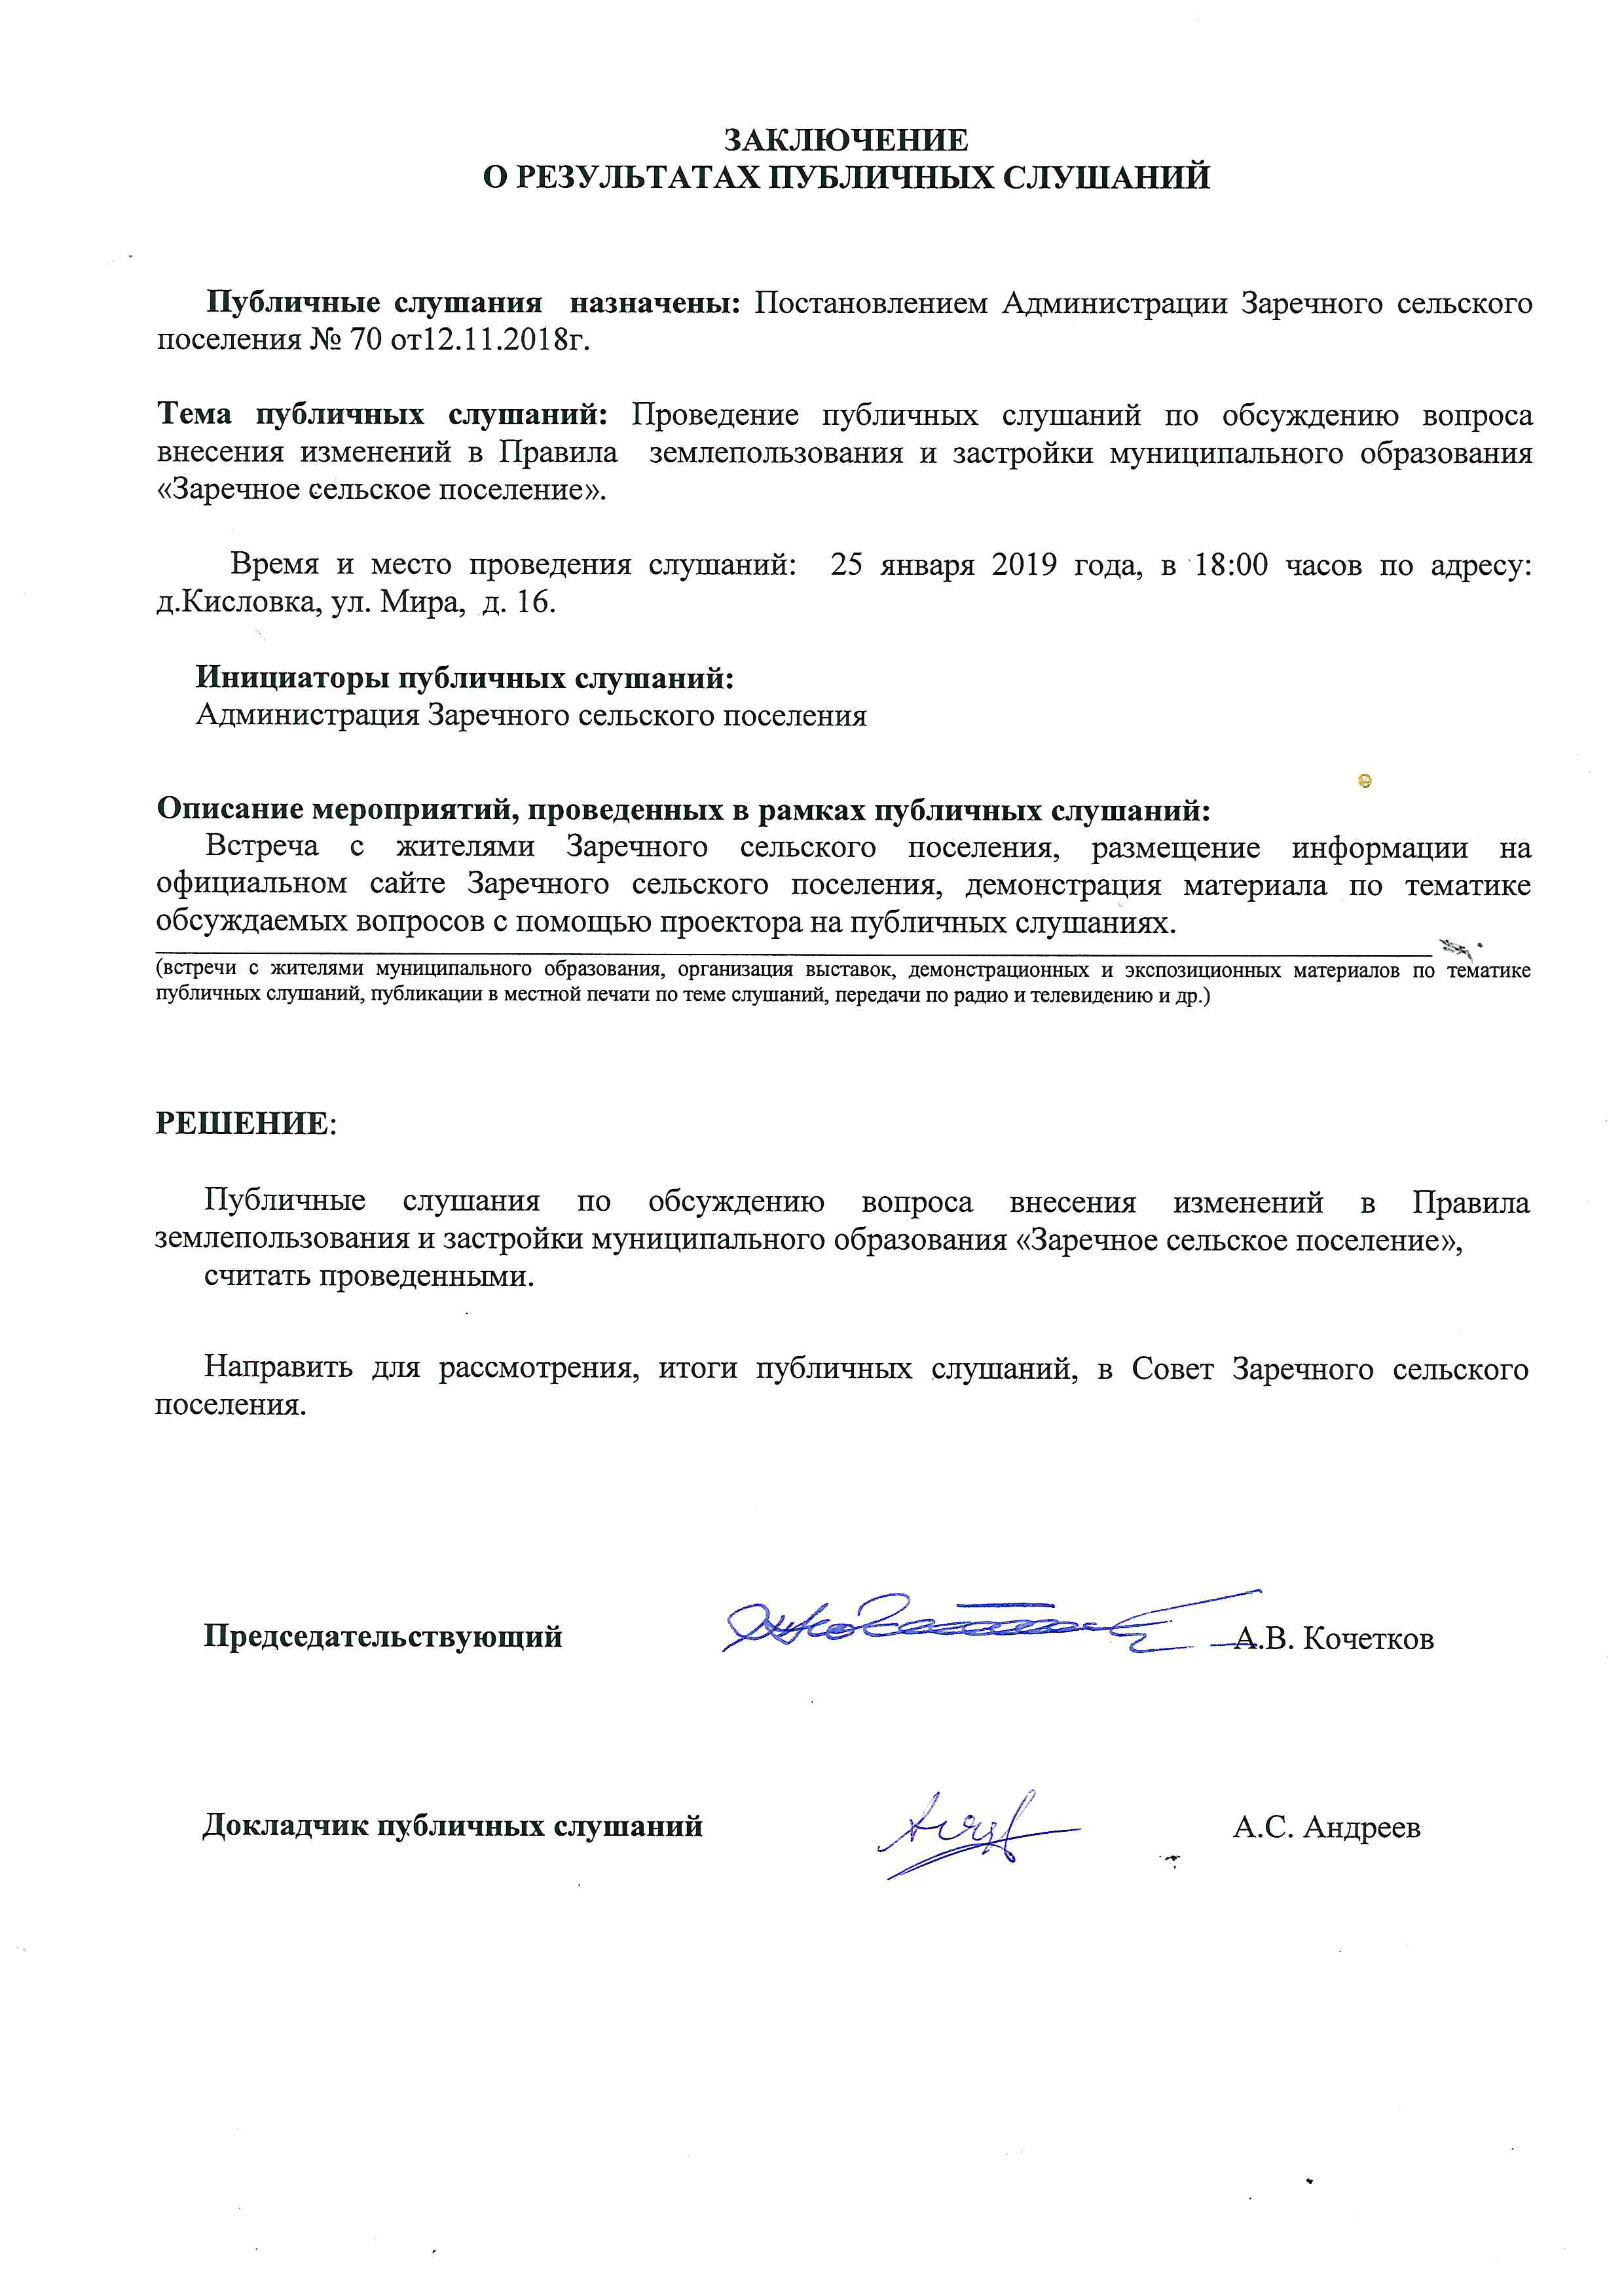 ЗАКЛЮЧЕНИЕ
О РЕЗУЛЬТАТАХ ПУБЛИЧНЫХ СЛУШАНИЙ
Публичные слушания назначены: Постановлением Администрации Заречного сельского
поселения № 70 от12.11.2018г.
Тема публичных слушаний: Проведение публичных слушаний по обсуждению вопроса
внесения изменений в Правила землепользования и застройки муниципального образования
«Заречное сельское поселение».
Время и место проведения слушаний: 25 января 2019 года, в 18:00 часов по адресу:
д.Кисловка, ул. Мира, д. 16.
Инициаторы публичных слушаний:
Администрация Заречного сельского поселения
Описание мероприятий, проведенных в рамках публичных слушаний:
Встреча с жителями Заречного сельского поселения, размещение информации на
официальном сайте Заречного сельского поселения, демонстрация материала по тематике
обсуждаемых вопросов с помощью проектора на публичных слушаниях.
(встречи с жителями муниципального образования, организация выставок, демонстрационных и экспозиционных материалов по тематике
публичных слушаний, публикации в местной печати по теме слушаний, передачи по радио и телевидению и др.)
РЕШЕНИЕ:
Публичные слушания по обсуждению вопроса внесения изменений в Правила
землепользования и застройки муниципального образования «Заречное сельское поселение»,
считать проведенными.
Направить для рассмотрения, итоги публичных слушаний, в Совет Заречного сельского
поселения.
Председательствующий А.В. Кочетков
Докладчик публичных слушаний А.С. Андреев